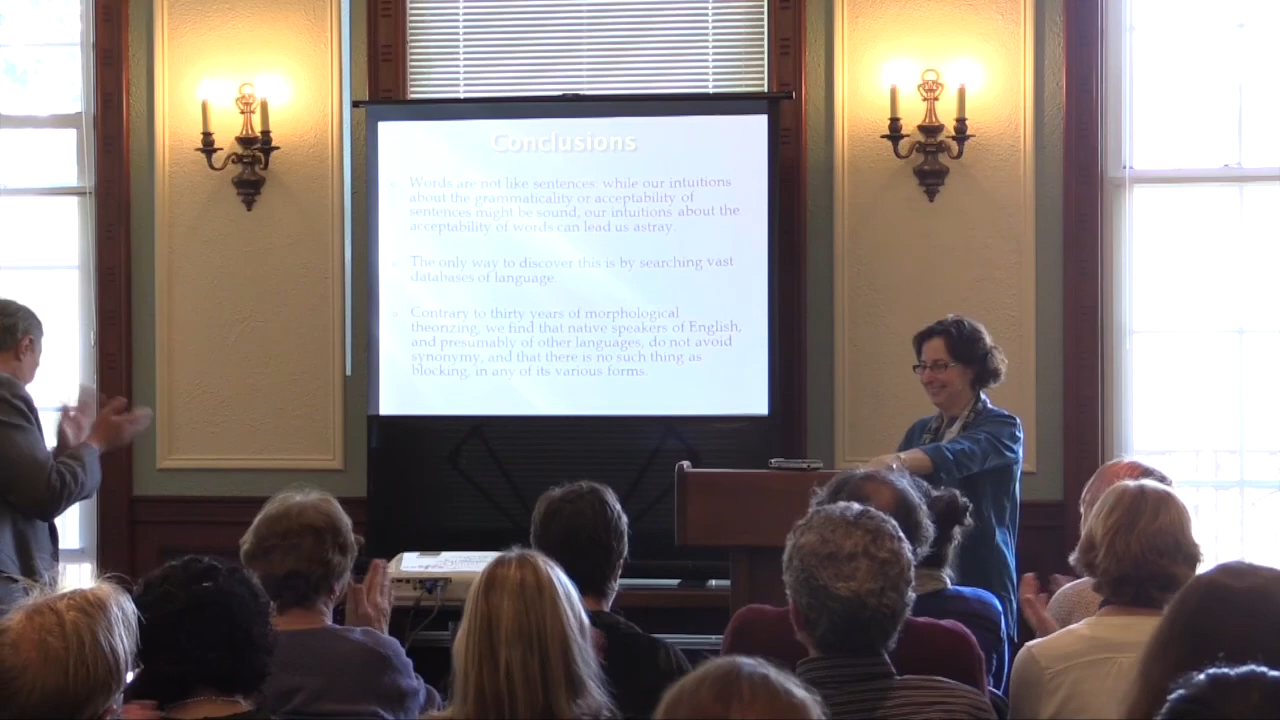 Conclusions
Words are not like sentences: while our intuitions
about the grammaticality or acceptability of
sentences might be sound, our intuitions about the
acceptability of words can lead us astray.
The only way to discover this is by searching vast
databases of language.
Contrary to thirty years of morphological
theorizing, we find that native speakers of English,
and presumably of other languages, do not avoid
synonymy, and that there is no such thing as
blocking, in any of its various forms.